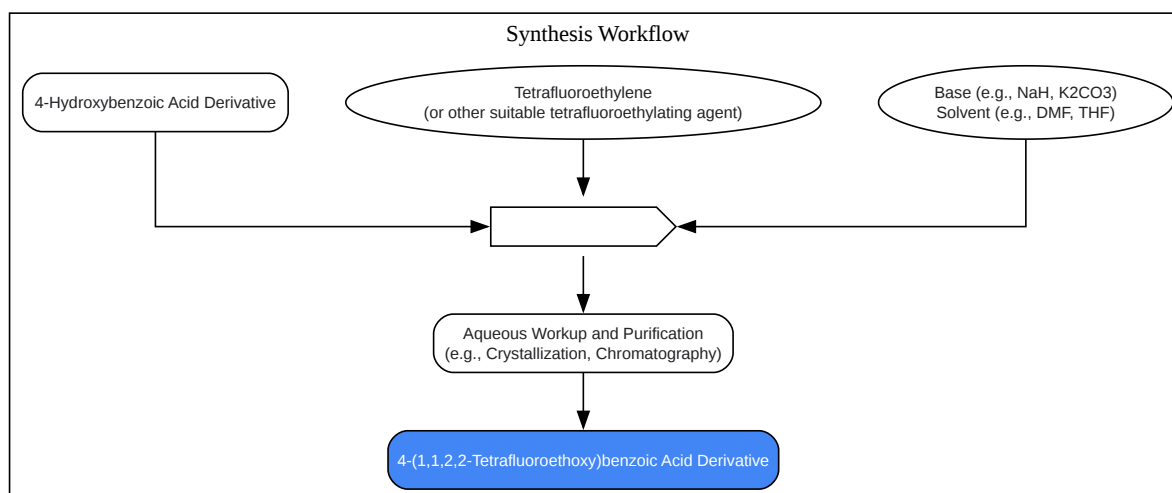 Synthesis Workflow
4-Hydroxybenzoic Acid Derivative
Tetrafluoroethylene
(or other suitable tetrafluoroethylating agent)
Base (e.g., NaH, K2CO3)
Solvent (e.g., DMF, THF)
Aqueous Workup and Purification
(e.g., Crystallization, Chromatography)
4-(1,1,2,2-Tetrafluoroethoxy)benzoic Acid Derivative